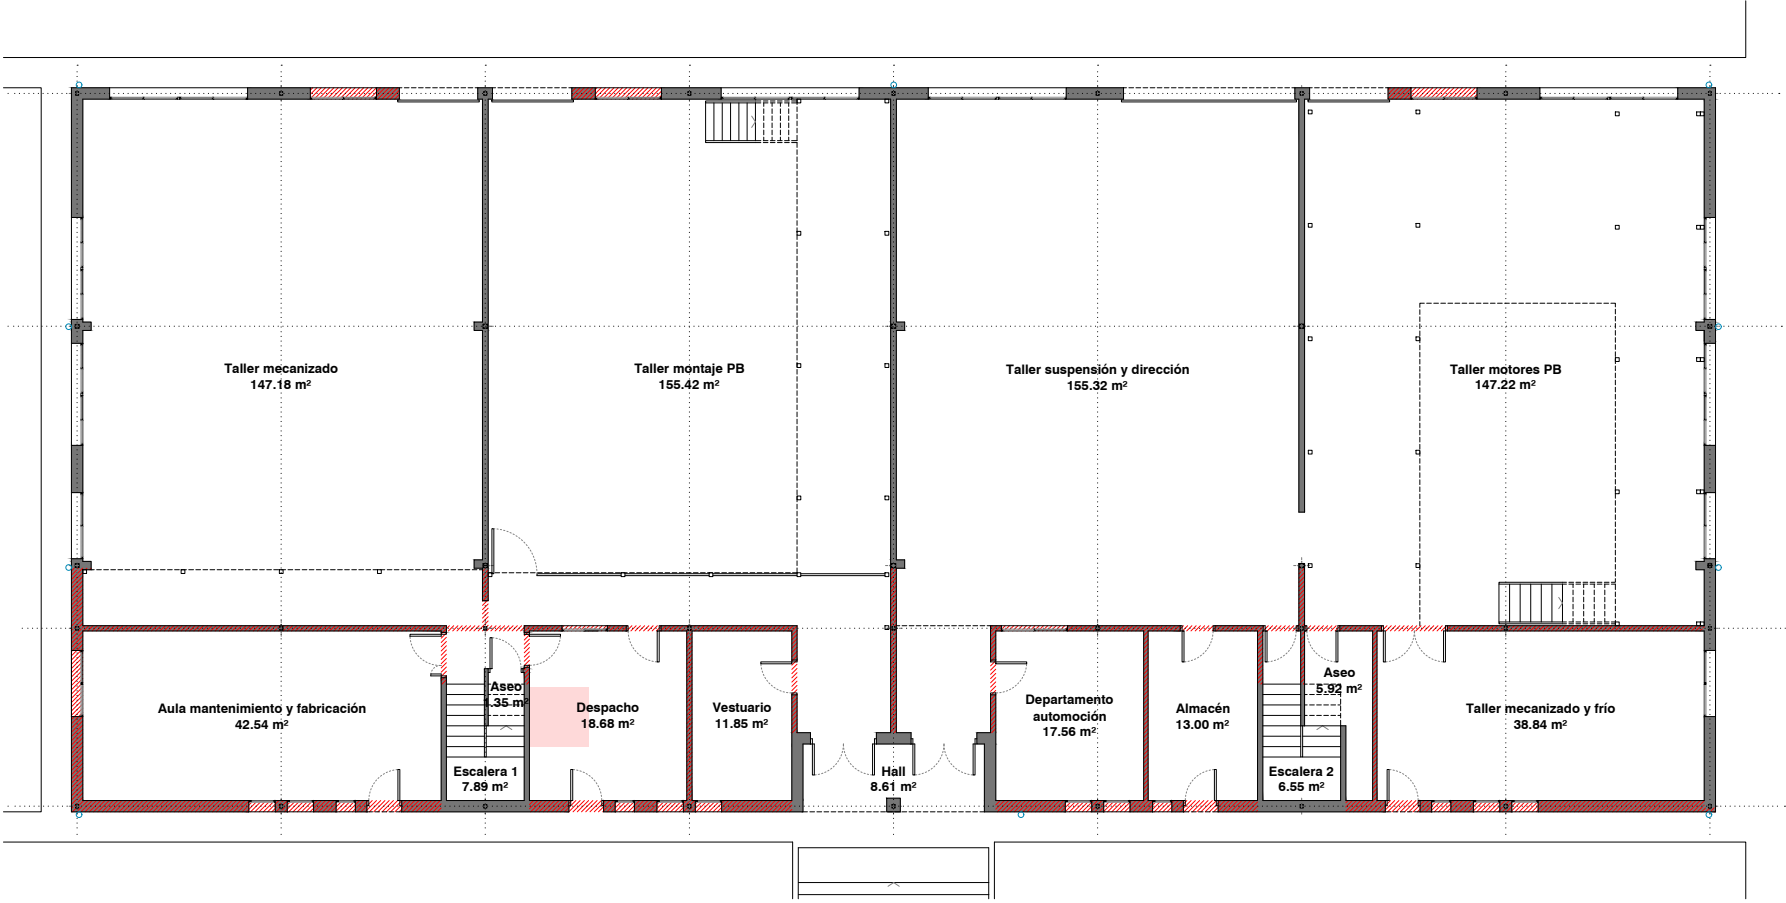 Taller mecanizado
147.18 m²
Taller montaje PB
155.42 m²
Taller suspensión y dirección
155.32 m²
Taller motores PB
147.22 m²
Aula mantenimiento y fabricación
42.54 m²
Aseo
1.35 m²
Despacho
18.68 m²
Vestuario
11.85 m²
Escalera 1
7.89 m²
Hall
8.61 m²
Departamento
automoción
17.56 m²
Almacén
13.00 m²
Aseo
5.92 m²
Escalera 2
6.55 m²
Taller mecanizado y frío
38.84 m²